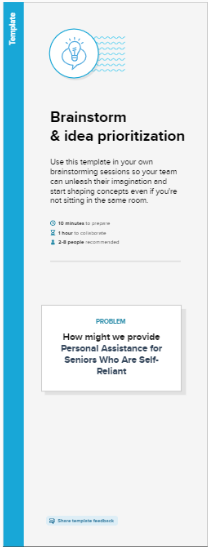 Template
Brainstorm
& idea prioritization
Use this template in your own
brainstorming sessions so your team
can unleash their imagination and
start shaping concepts even if you're
not sitting in the same room.
10 minutes to prepare
1 hour to collaborate
2-8 people recommended
PROBLEM
How might we provide
Personal Assistance for
Seniors Who Are Self-
Reliant
Share template feedback